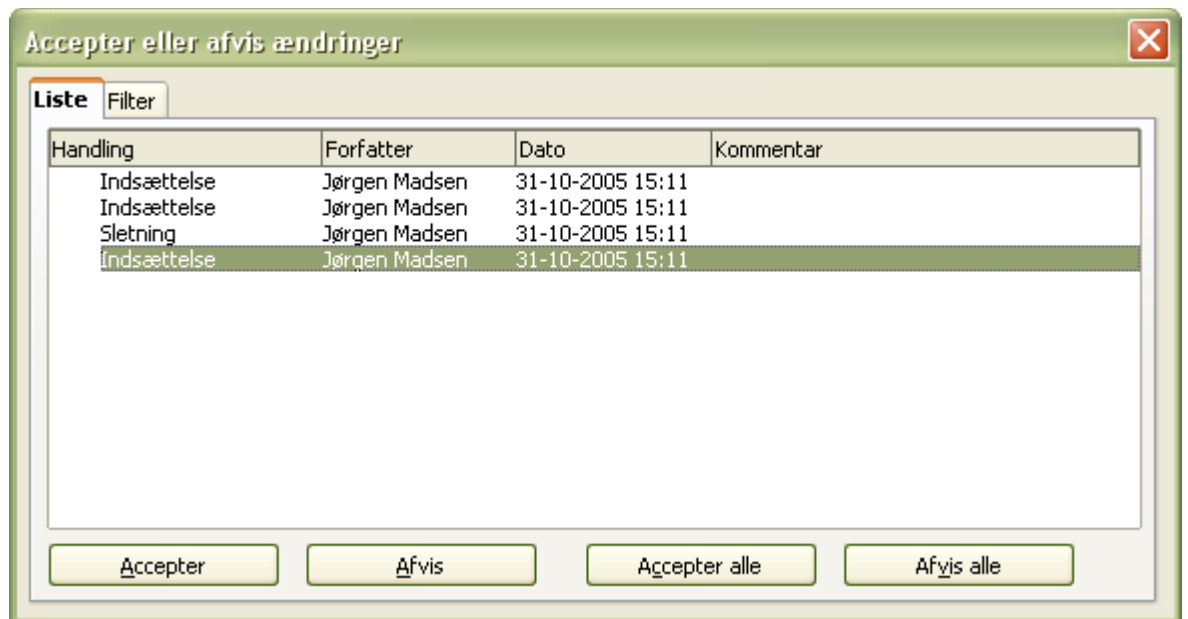 Accepter eller afvis ændringer
Liste Filter
Handling Forfatter Dato Kommentar
Indsættelse Jørgen Madsen 31-10-2005 15:11
Indsættelse Jørgen Madsen 31-10-2005 15:11
Sletning Jørgen Madsen 31-10-2005 15:11
Indsættelse Jørgen Madsen 31-10-2005 15:11
Accepter Afvis Accepter alle Afvis alle